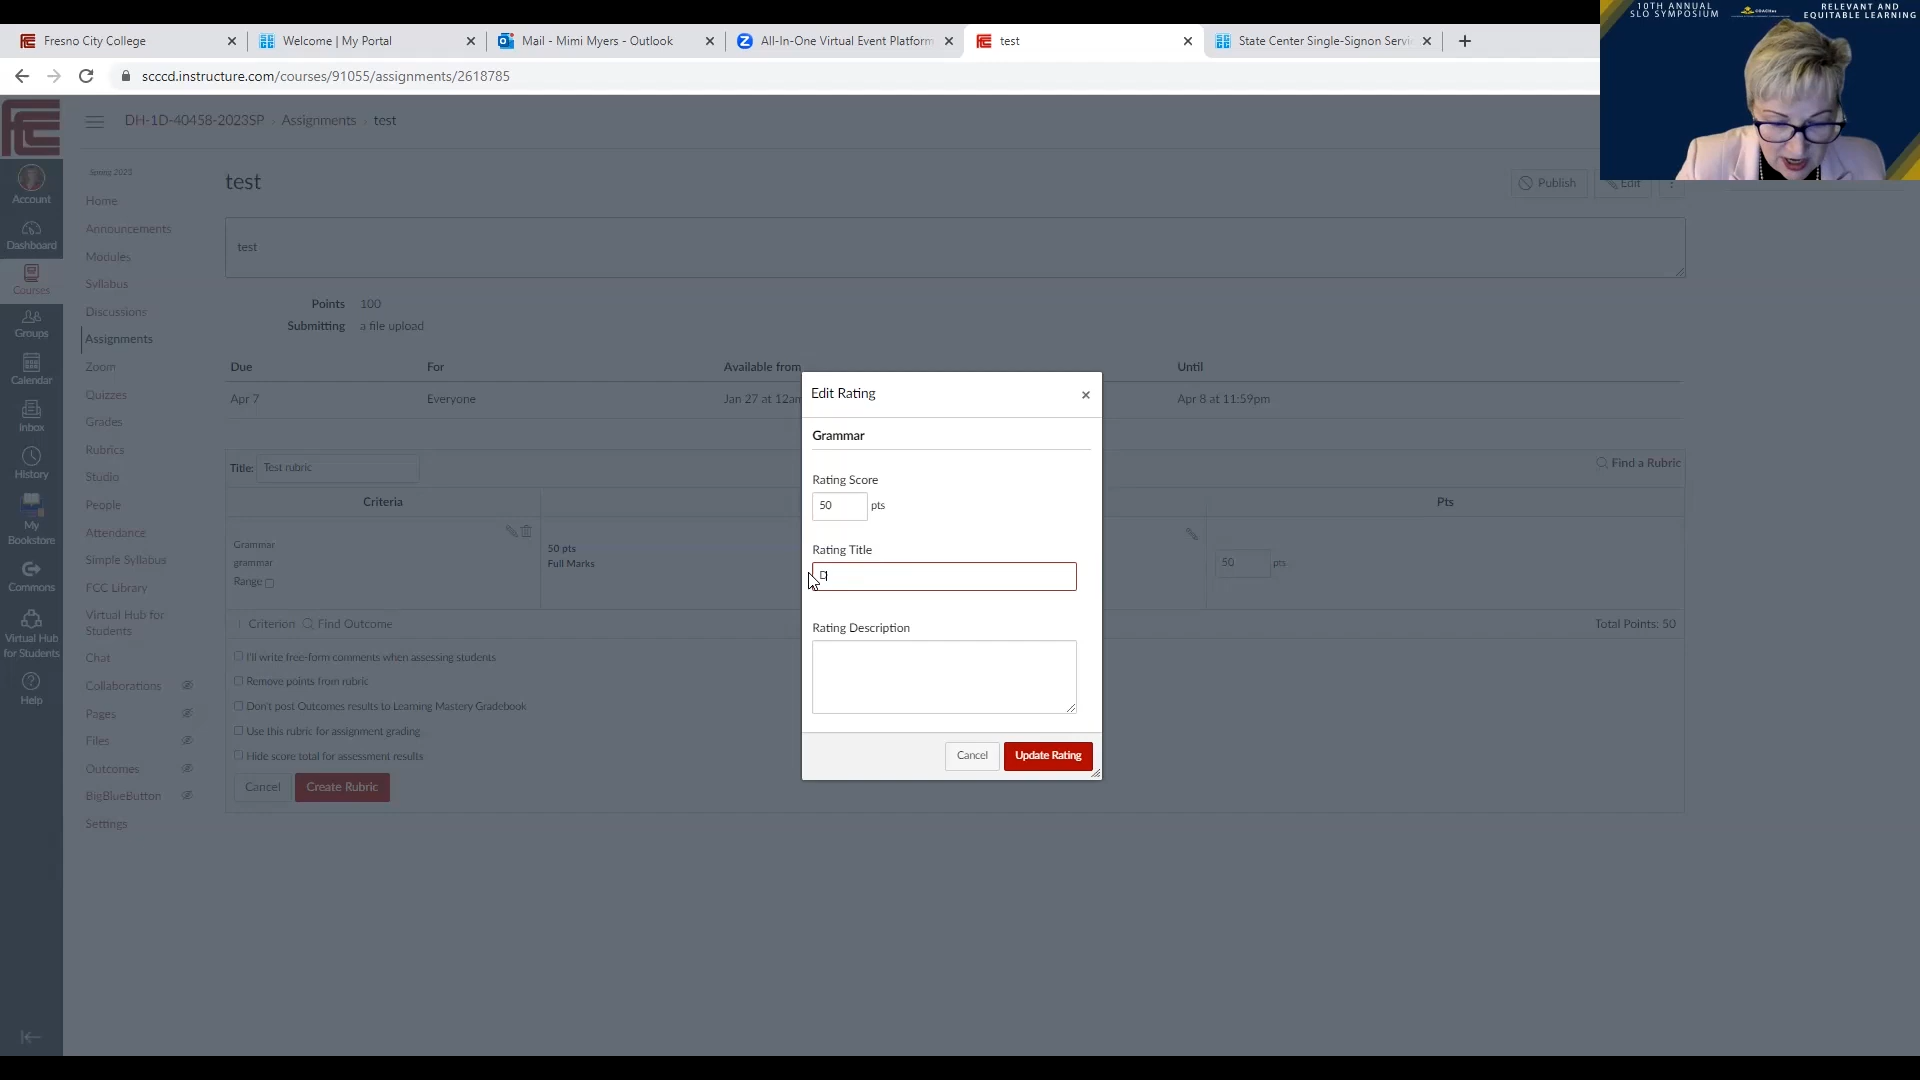 10TH ANNUAL
SLO SYMPOSIUM
RELEVANT AND
EQUITABLE LEARNING
Fresno City College
Welcome | My Portal
Mail - Mimi Myers - Outlook
All-In-One Virtual Event Platform
test
State Center Single-Signon Servi
scccd.instructure.com/courses/91055/assignments/2618785
DH-1D-40458-2023SP › Assignments › test
Account
Dashboard
Courses
Groups
Calendar
Inbox
History
My
Bookstore
Commons
Virtual Hub
for Students
Help
Spring 2023
Home
Announcements
Modules
Syllabus
Discussions
Assignments
Zoom
Quizzes
Grades
Rubrics
Studio
People
Attendance
Simple Syllabus
FCC Library
Virtual Hub for
Students
Chat
Collaborations
Pages
Files
Outcomes
BigBlueButton
Settings
test
Publish
Edit
test
Points 100
Submitting a file upload
Due For Available from Until
Apr 7 Everyone Jan 27 at 12am Apr 8 at 11:59pm
Title: Test rubric
Find a Rubric
Criteria Pts
Grammar
grammar
Range
50 pts
Full Marks
50 pts
Criterion Find Outcome
Total Points: 50
I'll write free-form comments when assessing students
Remove points from rubric
Don't post Outcomes results to Learning Mastery Gradebook
Use this rubric for assignment grading
Hide score total for assessment results
Cancel Create Rubric
Edit Rating
Grammar
Rating Score
50 pts
Rating Title
D
Rating Description
Cancel Update Rating